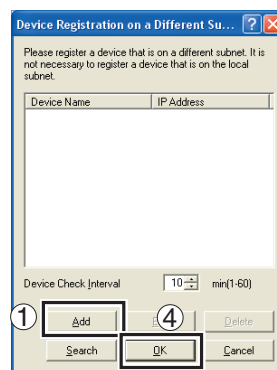 Device Registration on a Different Su...
Please register a device that is on a different subnet. It is
not necessary to register a device that is on the local
subnet.
Device Name IP Address
Device Check Interval 10 min(1-60)
1 Add 4 Delete
Search OK Cancel